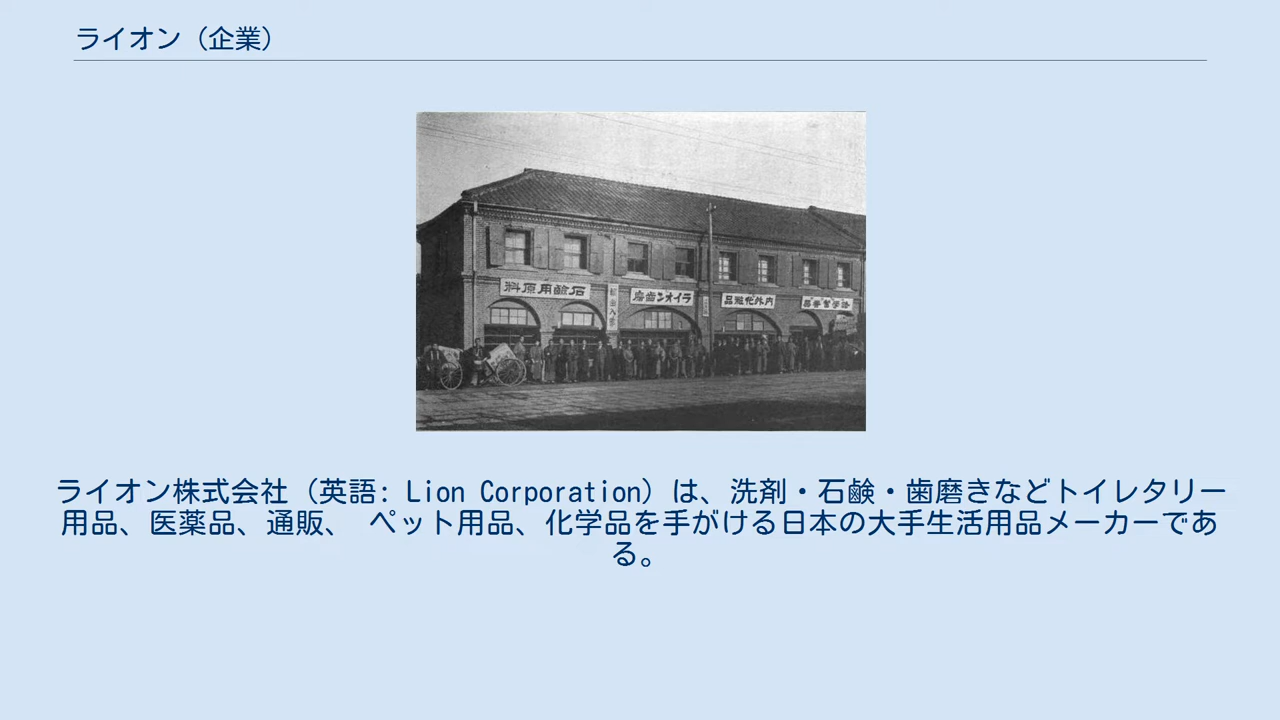 ライオン（企業）
料原用鹸石
磨歯ンオイラ
品粧化外内
ライオン株式会社（英語: Lion Corporation）は、洗剤・石鹸・歯磨きなどトイレタリー
用品、医薬品、通販、 ペット用品、化学品を手がける日本の大手生活用品メーカーであ
る。